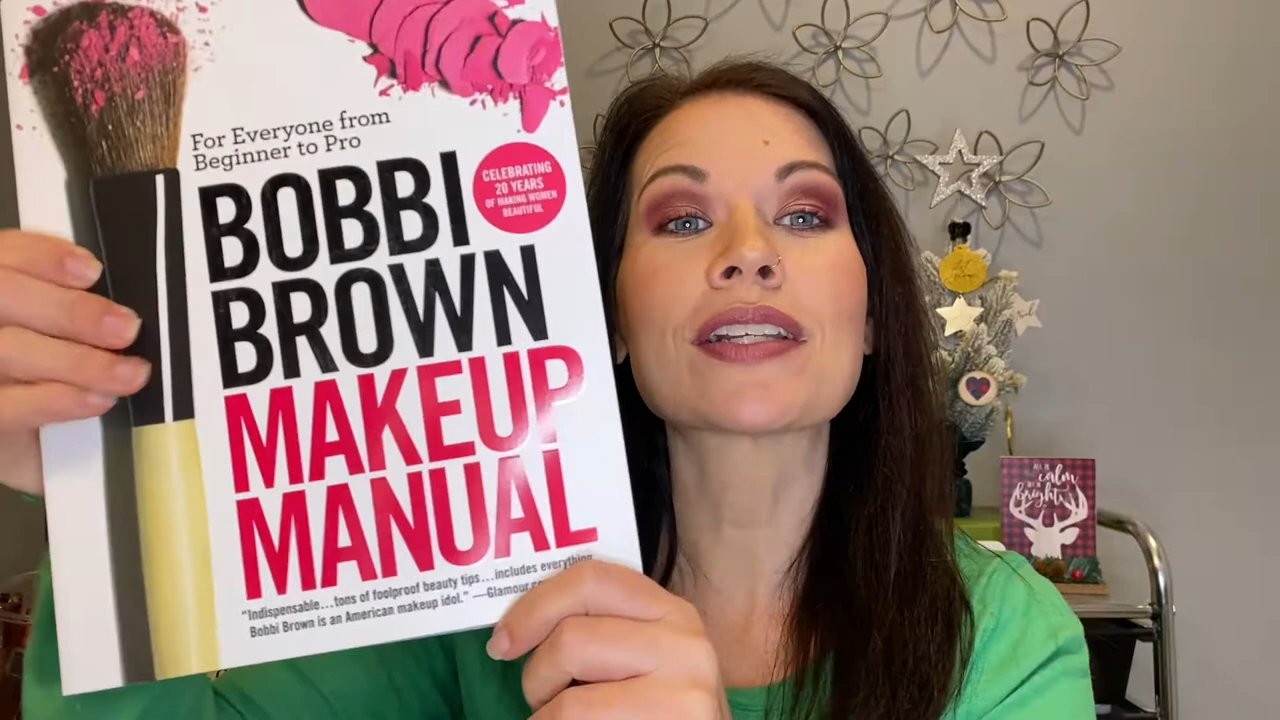 For Everyone from
Beginner to Pro
BOBBI
BROWN
MAKEUP
MANUAL
CELEBRATING
20 YEARS
OF MAKING WOMEN
BEAUTIFUL
"Indispensable...tons of foolproof beauty tips...includes everything
Bobbi Brown is an American makeup idol." —Glamour
calm
bright